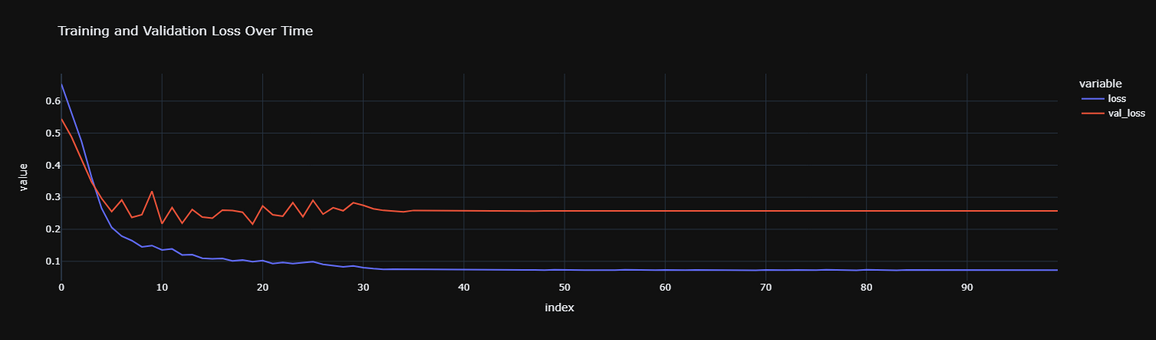 Training and Validation Loss Over Time
variable
loss
val_loss
value
0.6
0.5
0.4
0.3
0.2
0.1
0 10 20 30 40 50 60 70 80 90
index